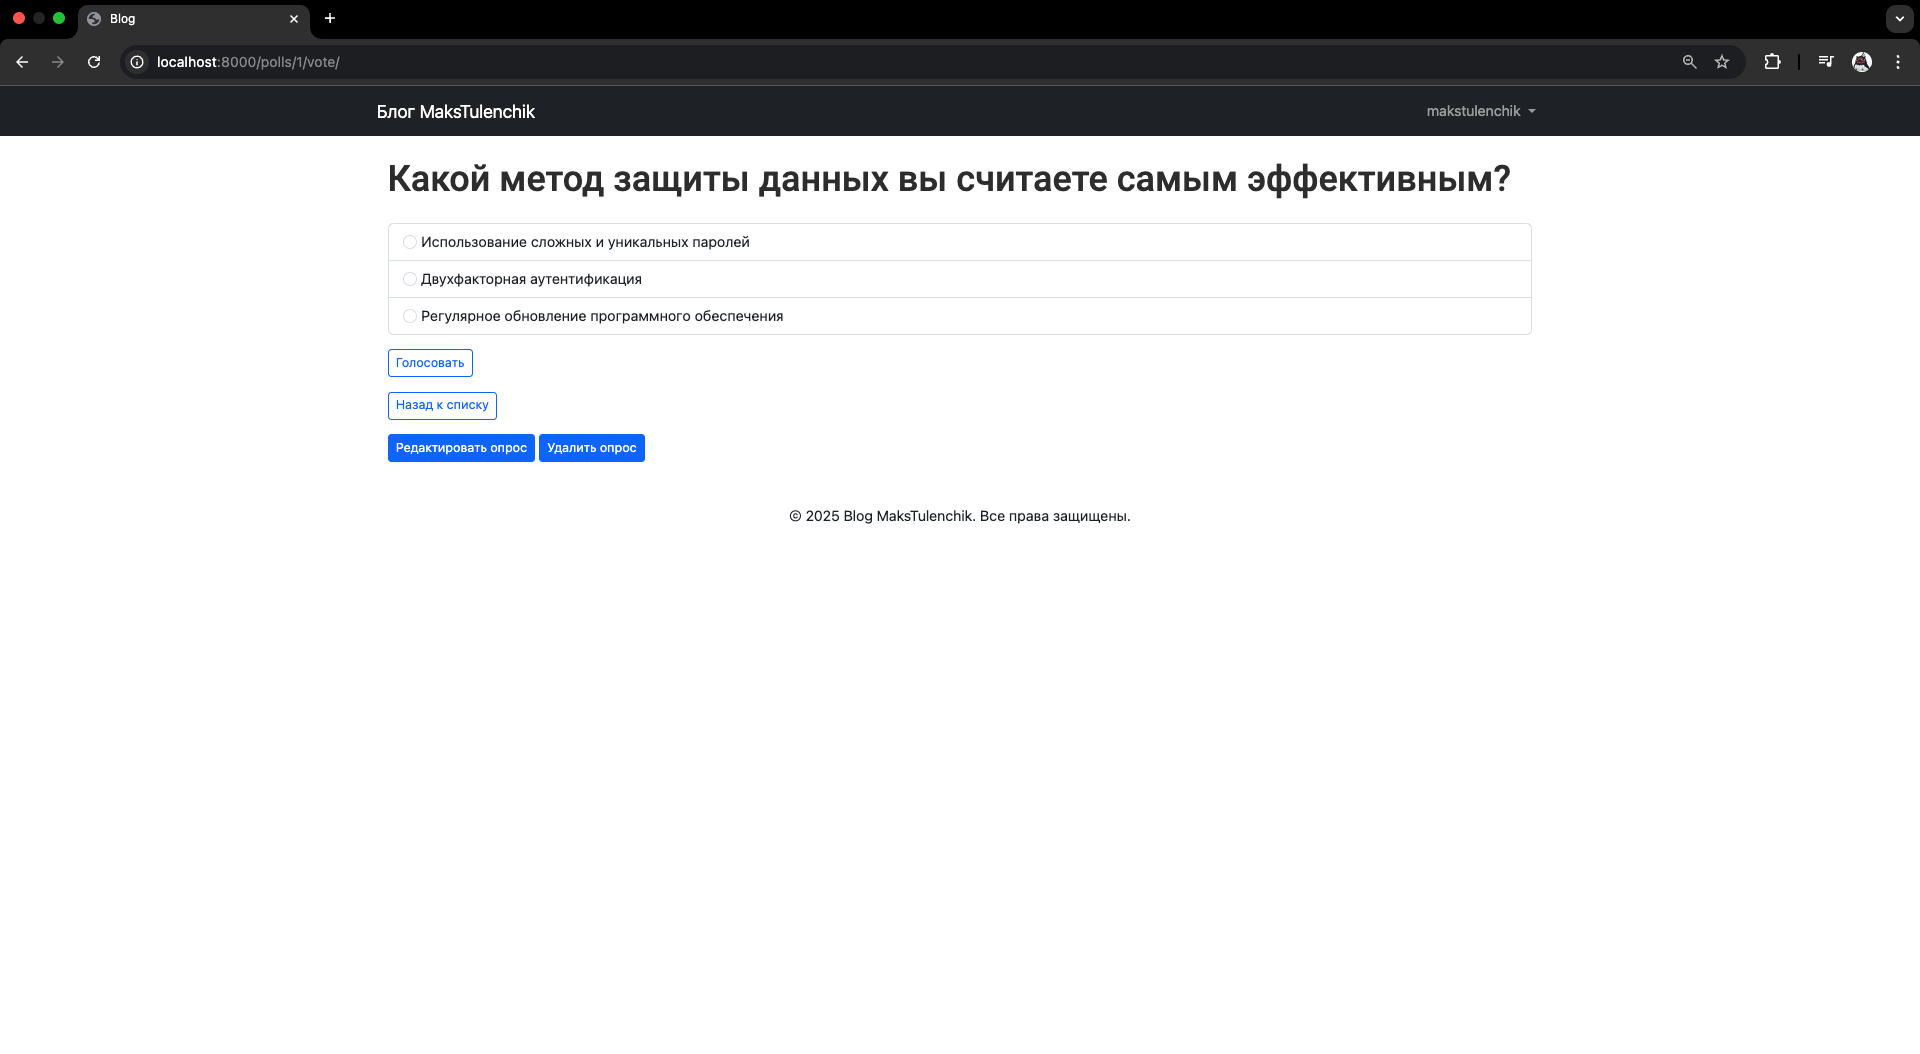 Blog
localhost:8000/polls/1/vote/
Блог MaksTulenchik
makstulenchik
Какой метод защиты данных вы считаете самым эффективным?
Использование сложных и уникальных паролей
Двухфакторная аутентификация
Регулярное обновление программного обеспечения
Голосовать
Назад к списку
Редактировать опрос Удалить опрос
© 2025 Blog MaksTulenchik. Все права защищены.